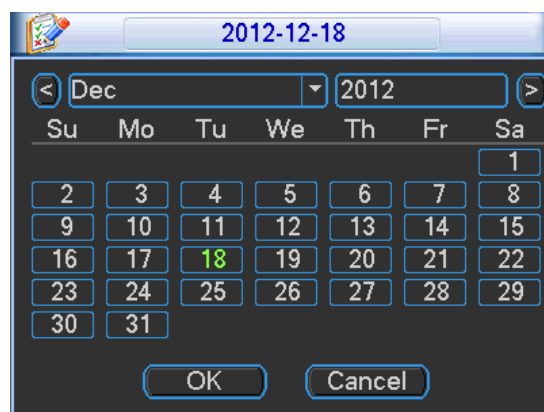 2012-12-18
< Dec 2012 >
Su Mo Tu We Th Fr Sa
1
2 3 4 5 6 7 8
9 10 11 12 13 14 15
16 17 18 19 20 21 22
23 24 25 26 27 28 29
30 31
OK Cancel